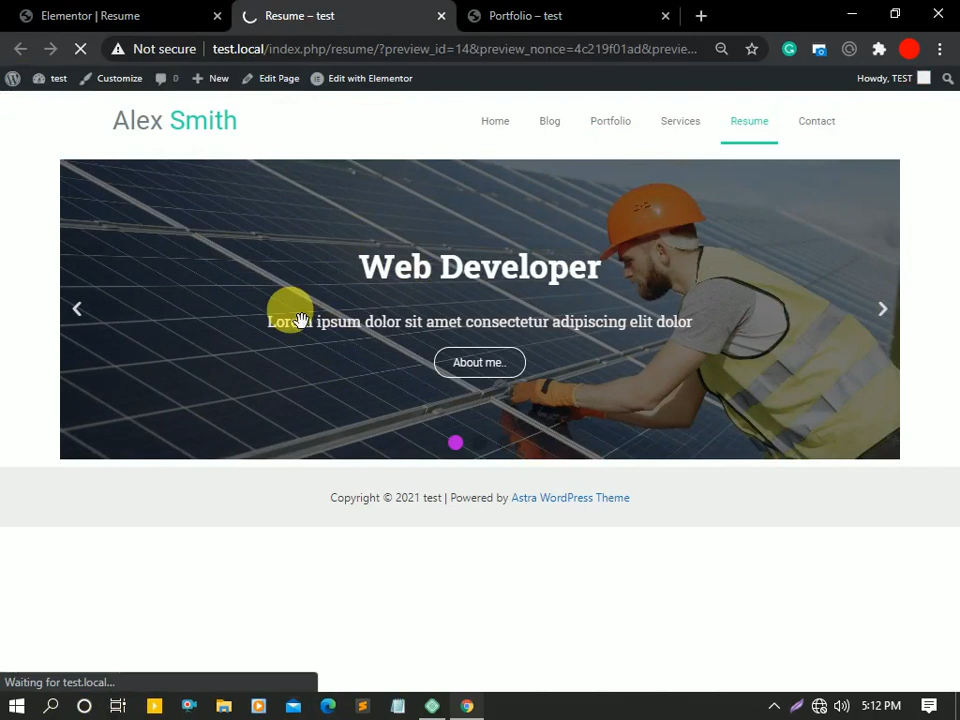 Elementor | Resume
Resume – test
Portfolio – test
Not secure
test.local/index.php/resume/?preview_id=14&preview_nonce=4c219f01ad&previe...
test
Customize
0
New
Edit Page
Edit with Elementor
Howdy, TEST
Alex Smith
Home
Blog
Portfolio
Services
Resume
Contact
Web Developer
Lorem ipsum dolor sit amet consectetur adipiscing elit dolor
About me..
Copyright © 2021 test | Powered by Astra WordPress Theme
Waiting for test.local...
5:12 PM